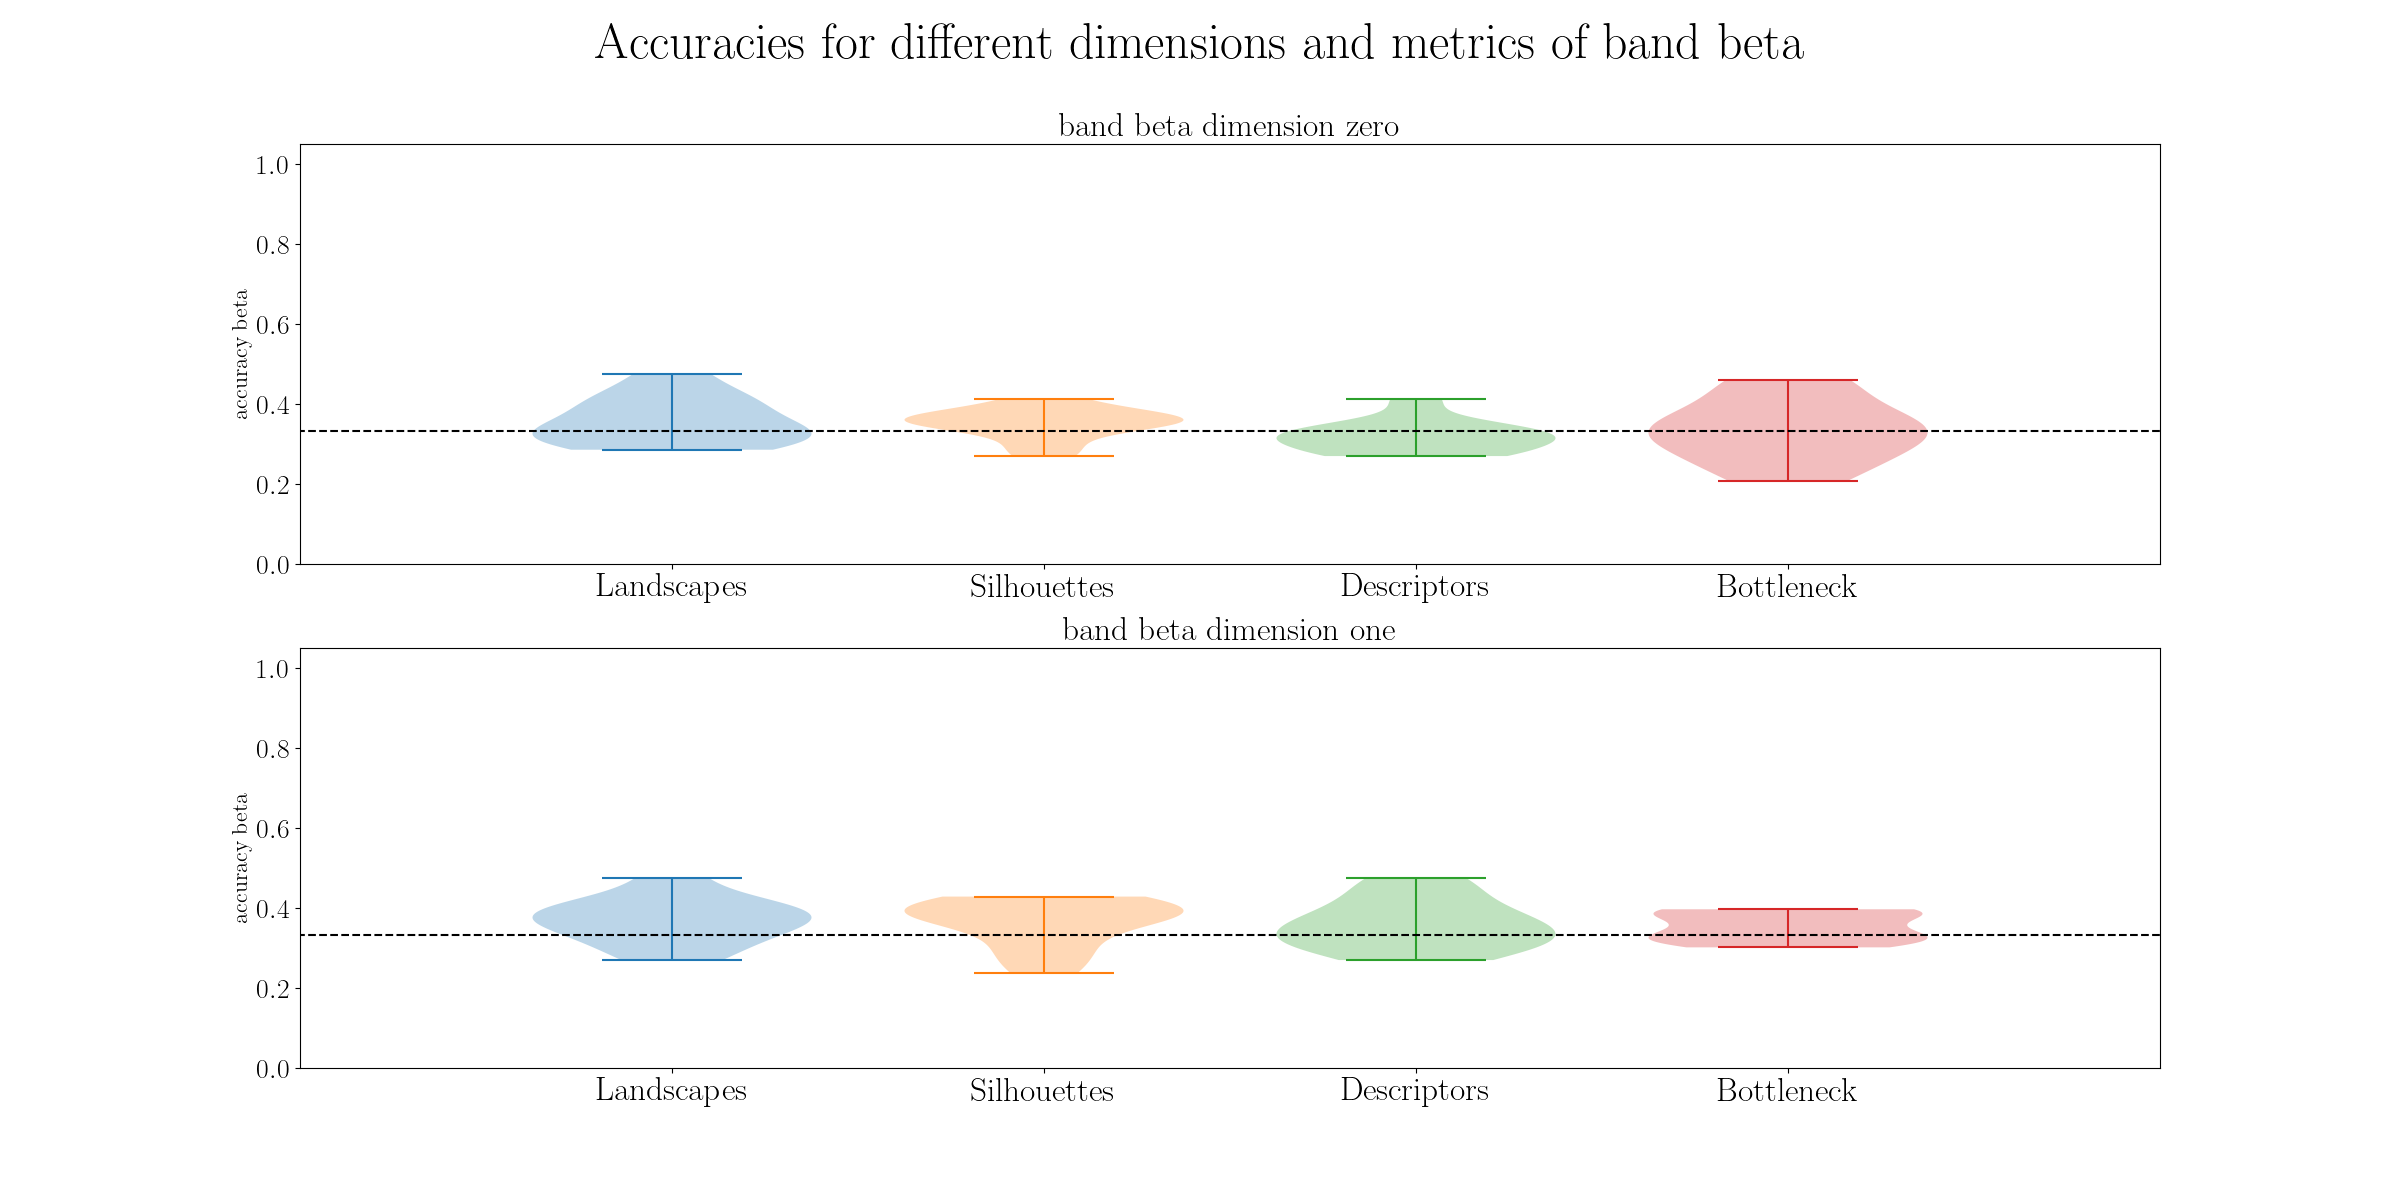 Accuracies for different dimensions and metrics of band beta
band beta dimension zero
accuracy beta
1.0
0.8
0.6
0.4
0.2
0.0
Landscapes Silhouettes Descriptors Bottleneck
band beta dimension one
accuracy beta
1.0
0.8
0.6
0.4
0.2
0.0
Landscapes Silhouettes Descriptors Bottleneck